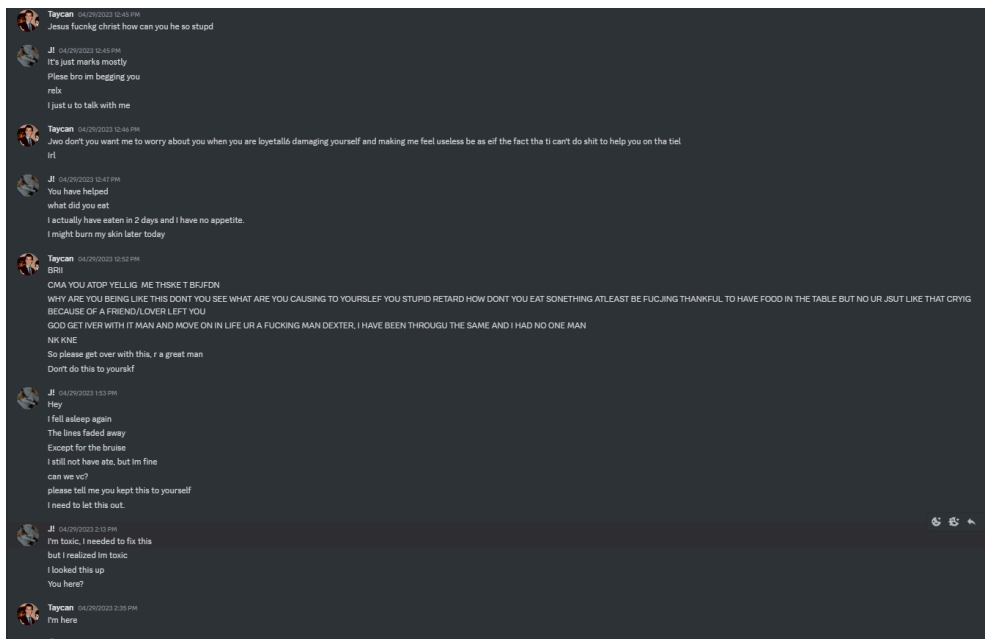 Taycan 04/29/2023 12:45 PM
Jesus fucnkg christ how can you he so stupd
J! 04/29/2023 12:45 PM
It's just marks mostly
Plese bro im begging you
relx
I just u to talk with me
Taycan 04/29/2023 12:46 PM
Jwo don't you want me to worry about you when you are loyetall6 damaging yourself and making me feel useless be as eif the fact tha ti can't do shit to help you on tha tiel
Irl
J! 04/29/2023 12:47 PM
You have helped
what did you eat
I actually have eaten in 2 days and I have no appetite.
I might burn my skin later today
Taycan 04/29/2023 12:52 PM
BRII
CMA YOU ATOP YELLIG ME THSKE T BFJFDN
WHY ARE YOU BEING LIKE THIS DONT YOU SEE WHAT ARE YOU CAUSING TO YOURSLEF YOU STUPID RETARD HOW DONT YOU EAT SONETHING ATLEAST BE FUCJING THANKFUL TO HAVE FOOD IN THE TABLE BUT NO UR JSUT LIKE THAT CRYIG
BECAUSE OF A FRIEND/LOVER LEFT YOU
GOD GET IVER WITH IT MAN AND MOVE ON IN LIFE UR A FUCKING MAN DEXTER, I HAVE BEEN THROUGU THE SAME AND I HAD NO ONE MAN
NK KNE
So please get over with this, r a great man
Don't do this to yourskf
J! 04/29/2023 1:53 PM
Hey
I fell asleep again
The lines faded away
Except for the bruise
I still not have ate, but Im fine
can we vc?
please tell me you kept this to yourself
I need to let this out.
J! 04/29/2023 2:13 PM
I'm toxic, I needed to fix this
but I realized Im toxic
I looked this up
You here?
Taycan 04/29/2023 2:35 PM
I'm here